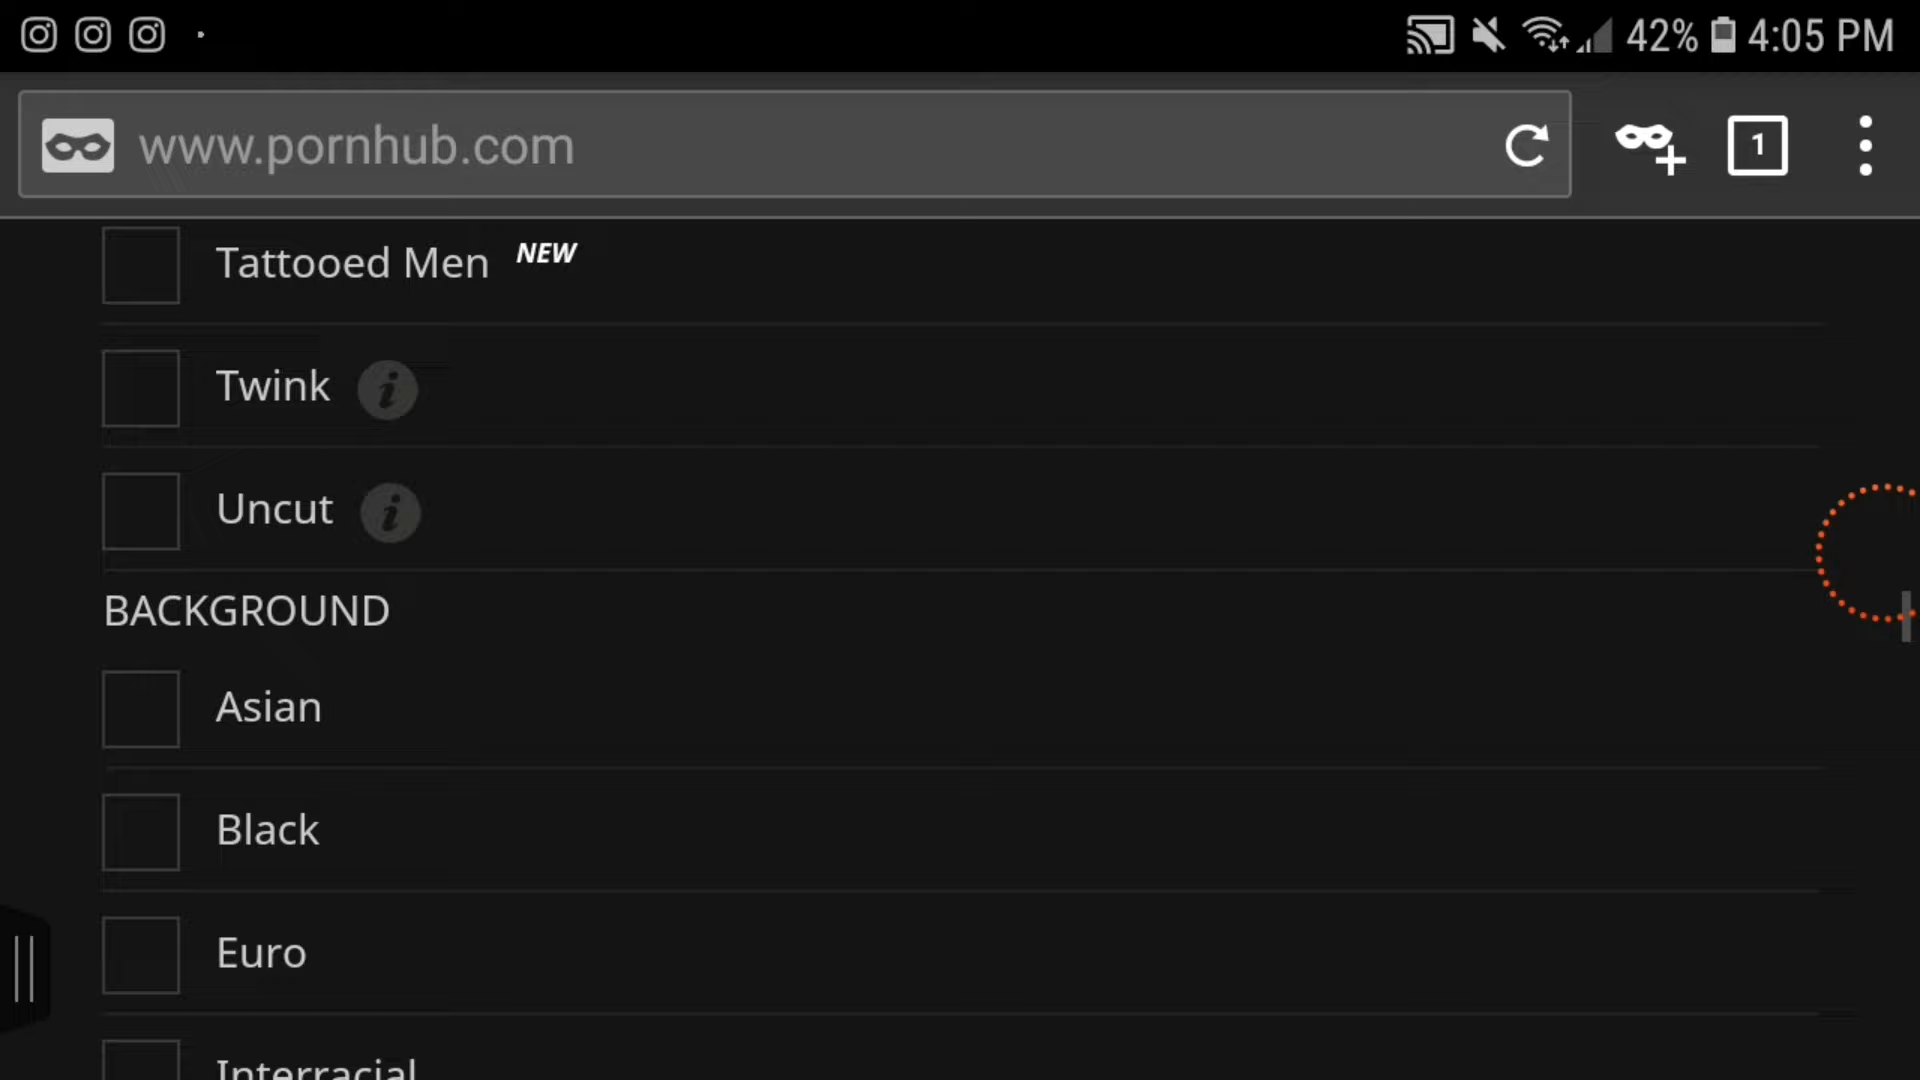 42% 4:05 PM
www.pornhub.com
1
Tattooed Men NEW
Twink i
Uncut i
BACKGROUND
Asian
Black
Euro
Interracial